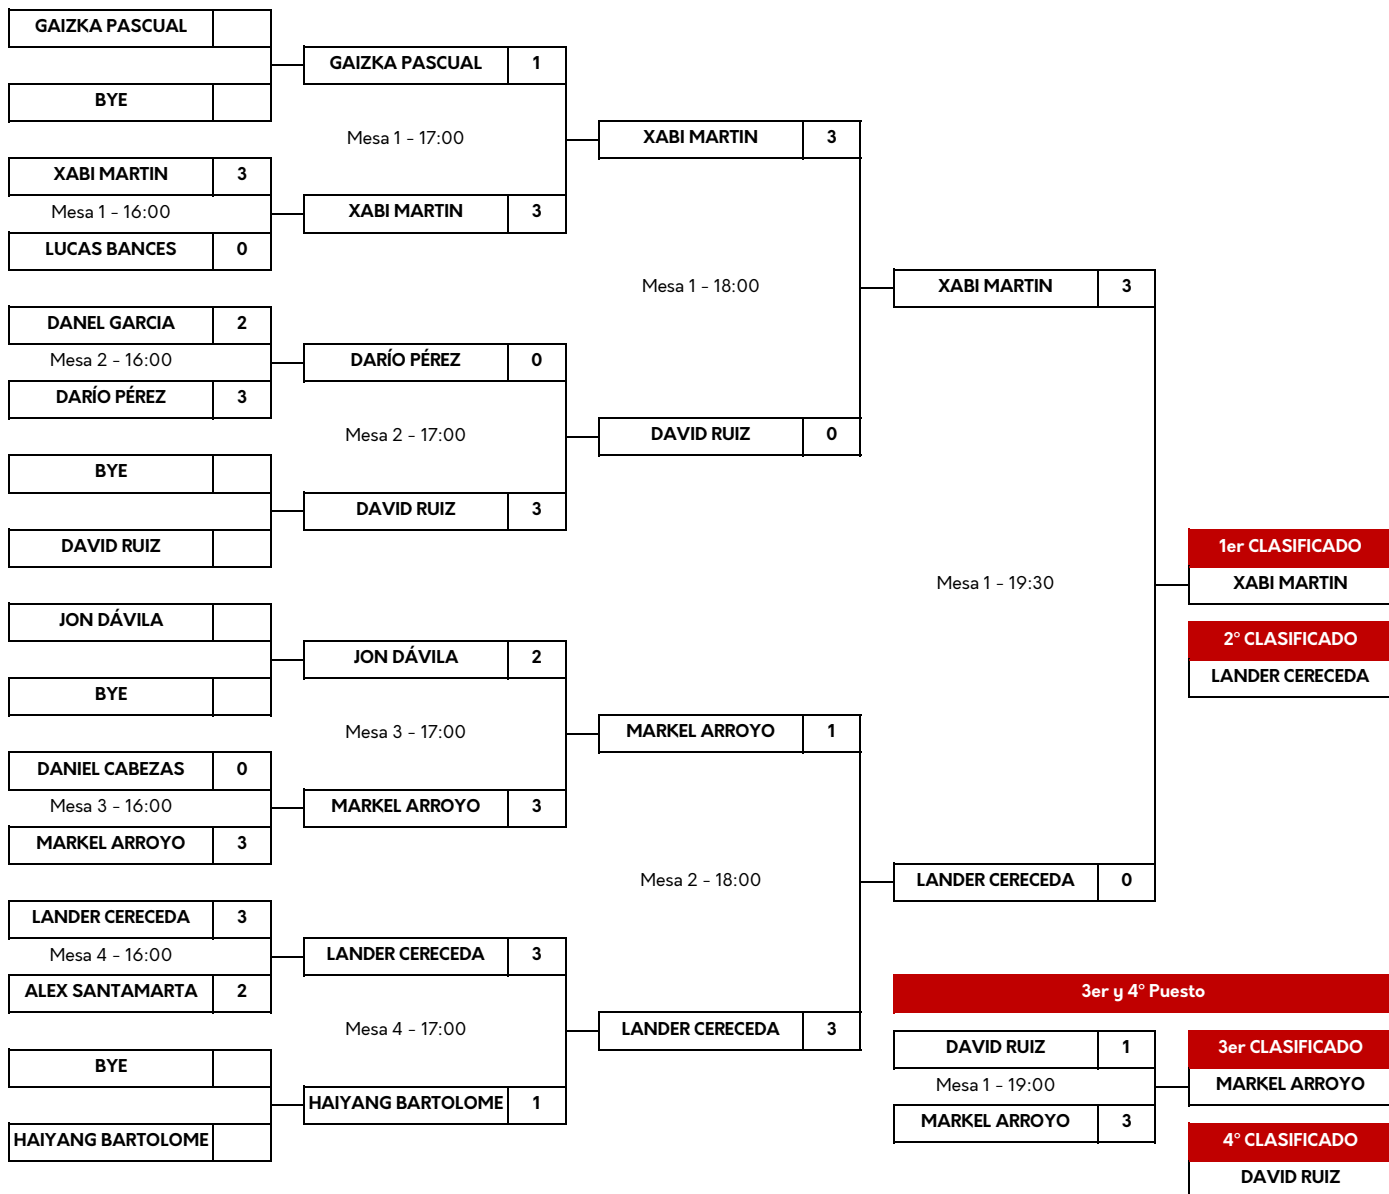 GAIZKA PASCUAL
BYE
XABI MARTIN 3
Mesa 1 - 16:00
LUCAS BANCES 0
DANEL GARCIA 2
Mesa 2 - 16:00
DARÍO PÉREZ 3
BYE
DAVID RUIZ
JON DÁVILA
BYE
DANIEL CABEZAS 0
Mesa 3 - 16:00
MARKEL ARROYO 3
LANDER CERECEDA 3
Mesa 4 - 16:00
ALEX SANTAMARTA 2
BYE
HAIYANG BARTOLOME
GAIZKA PASCUAL 1
Mesa 1 - 17:00
XABI MARTIN 3
DARÍO PÉREZ 0
Mesa 2 - 17:00
DAVID RUIZ 3
JON DÁVILA 2
Mesa 3 - 17:00
MARKEL ARROYO 3
LANDER CERECEDA 3
Mesa 4 - 17:00
HAIYANG BARTOLOME 1
XABI MARTIN 3
Mesa 1 - 18:00
DAVID RUIZ 0
MARKEL ARROYO 1
Mesa 2 - 18:00
LANDER CERECEDA 3
XABI MARTIN 3
Mesa 1 - 19:30
LANDER CERECEDA 0
1er CLASIFICADO
XABI MARTIN
2º CLASIFICADO
LANDER CERECEDA
3er y 4º Puesto
DAVID RUIZ 1
Mesa 1 - 19:00
MARKEL ARROYO 3
3er CLASIFICADO
MARKEL ARROYO
4º CLASIFICADO
DAVID RUIZ